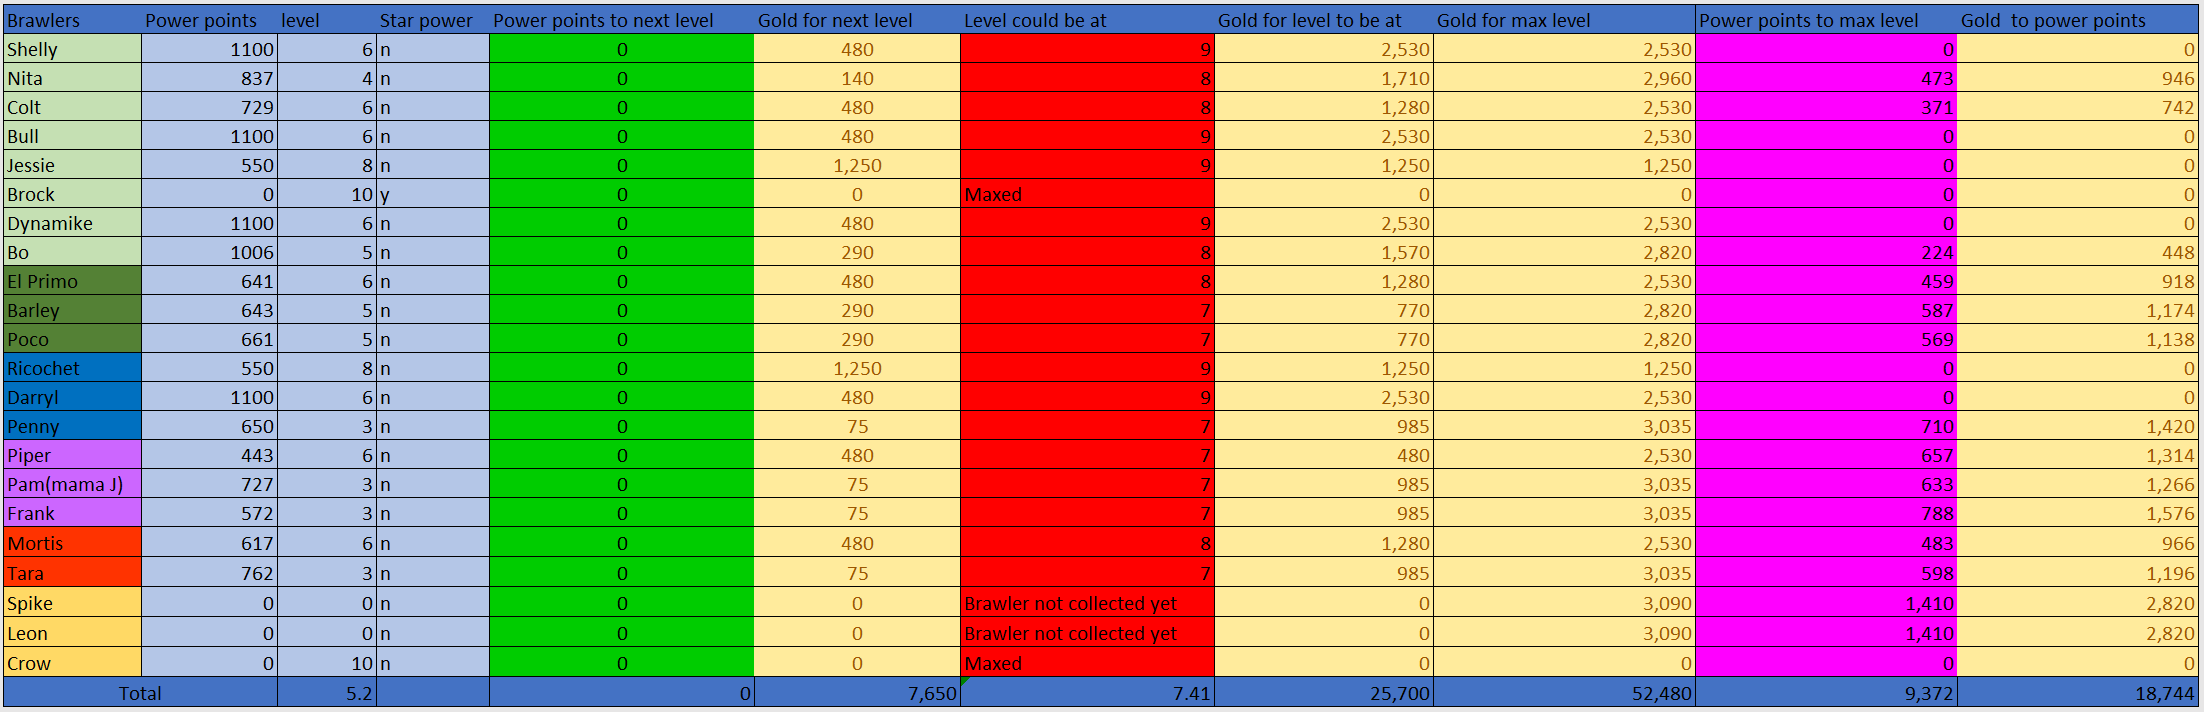 Brawlers Power points level Star power Power points to next level Gold for next level Level could be at Gold for level to be at Gold for max level Power points to max level Gold  to power points
Shelly 1100 6 n 0 480 9 2,530 2,530 0 0
Nita 837 4 n 0 140 8 1,710 2,960 473 946
Colt 729 6 n 0 480 8 1,280 2,530 371 742
Bull 1100 6 n 0 480 9 2,530 2,530 0 0
Jessie 550 8 n 0 1,250 9 1,250 1,250 0 0
Brock 0 10 y 0 0 Maxed 0 0 0 0
Dynamike 1100 6 n 0 480 9 2,530 2,530 0 0
Bo 1006 5 n 0 290 8 1,570 2,820 224 448
El Primo 641 6 n 0 480 8 1,280 2,530 459 918
Barley 643 5 n 0 290 7 770 2,820 587 1,174
Poco 661 5 n 0 290 7 770 2,820 569 1,138
Ricochet 550 8 n 0 1,250 9 1,250 1,250 0 0
Darryl 1100 6 n 0 480 9 2,530 2,530 0 0
Penny 650 3 n 0 75 7 985 3,035 710 1,420
Piper 443 6 n 0 480 7 480 2,530 657 1,314
Pam(mama J) 727 3 n 0 75 7 985 3,035 633 1,266
Frank 572 3 n 0 75 7 985 3,035 788 1,576
Mortis 617 6 n 0 480 8 1,280 2,530 483 966
Tara 762 3 n 0 75 7 985 3,035 598 1,196
Spike 0 0 n 0 0 Brawler not collected yet 0 3,090 1,410 2,820
Leon 0 0 n 0 0 Brawler not collected yet 0 3,090 1,410 2,820
Crow 0 10 n 0 0 Maxed 0 0 0 0
Total 5.2 0 7,650 7.41 25,700 52,480 9,372 18,744